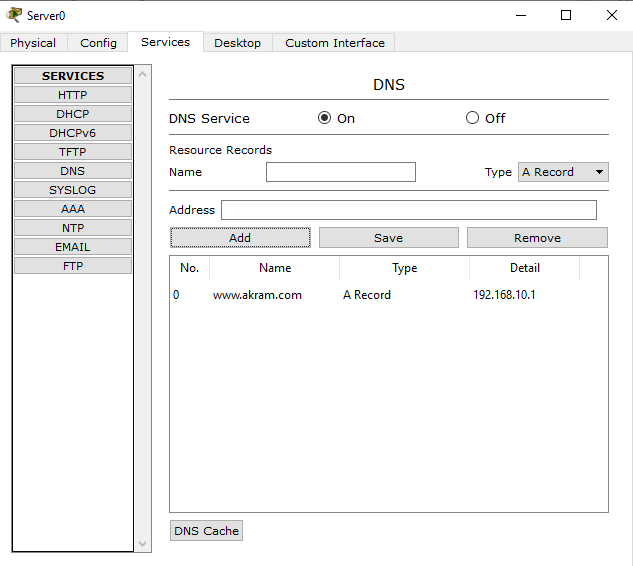 Server0
Physical Config Services Desktop Custom Interface
SERVICES
HTTP
DHCP
DHCPv6
TFTP
DNS
SYSLOG
AAA
NTP
EMAIL
FTP
DNS
DNS Service On Off
Resource Records
Name Type A Record
Address
Add Save Remove
No. Name Type Detail
0 www.akram.com A Record 192.168.10.1
DNS Cache